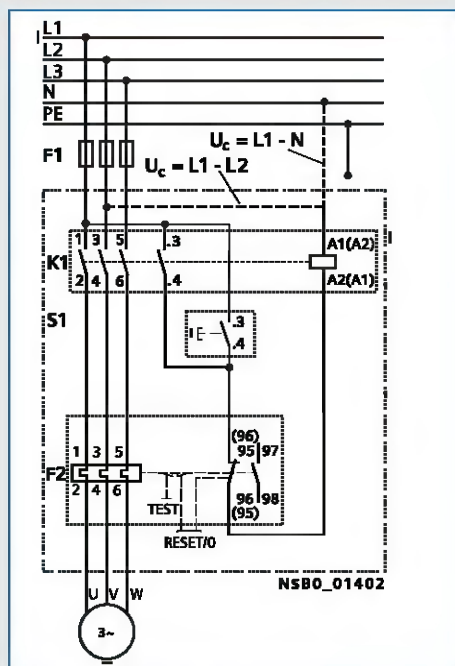 L1
L2
L3
N
PE
F1
Uc = L1 - N
Uc = L1 - L2
1 3 5 .3 A1(A2)
K1
2 4 6 .4 A2(A1)
S1
I E .3
.4
(96)
1 3 5 95 97
F2
2 4 6 96 98
TEST (95)
RESET/0
NSB0_01402
U V W
3~